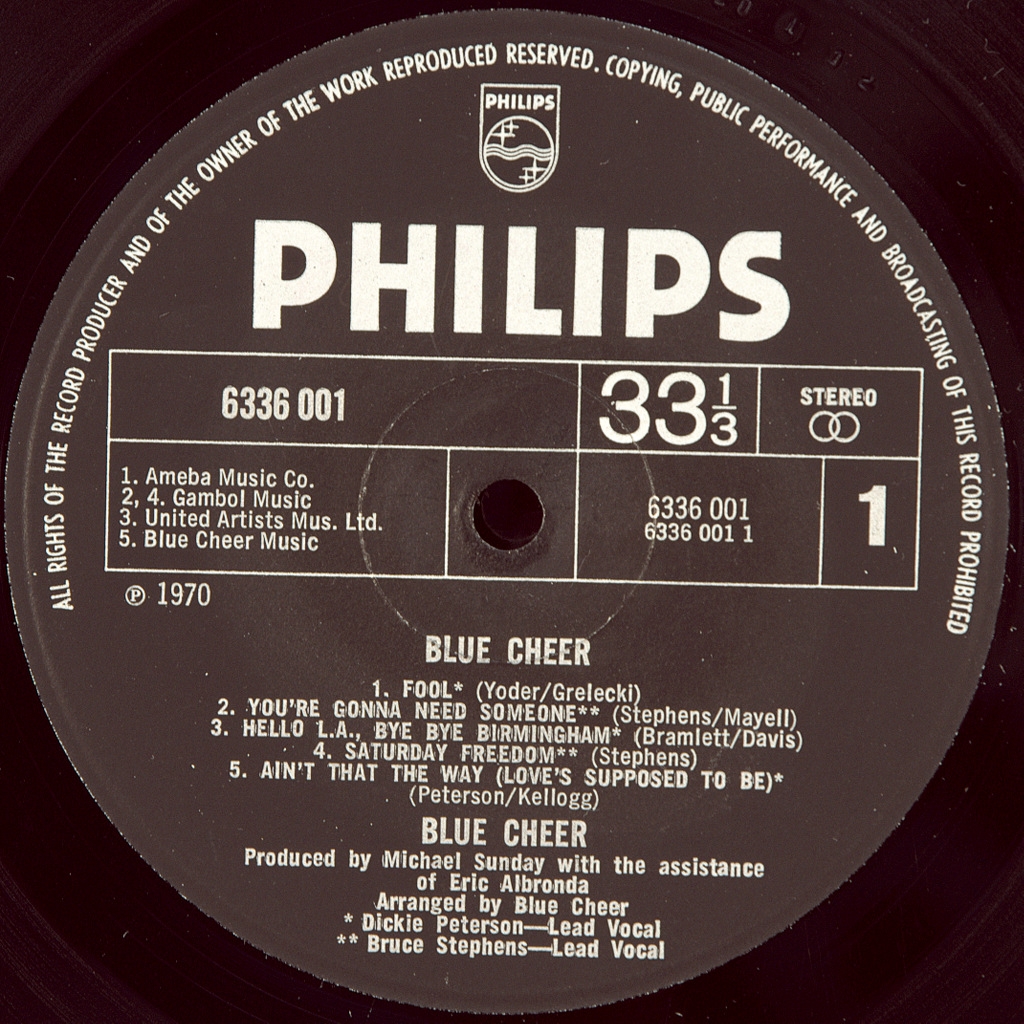 ALL RIGHTS OF THE RECORD PRODUCER AND OF THE OWNER OF THE WORK REPRODUCED RESERVED. COPYING, PUBLIC PERFORMANCE AND BROADCASTING OF THIS RECORD PROHIBITED
PHILIPS
PHILIPS
6336 001
33 1/3
STEREO
1. Ameba Music Co.
2, 4. Gambol Music
3. United Artists Mus. Ltd.
5. Blue Cheer Music
6336 001
6336 001 1
1
℗ 1970
BLUE CHEER
1. FOOL* (Yoder/Grelecki)
2. YOU'RE GONNA NEED SOMEONE** (Stephens/Mayell)
3. HELLO L.A., BYE BYE BIRMINGHAM* (Bramlett/Davis)
4. SATURDAY FREEDOM** (Stephens)
5. AIN'T THAT THE WAY (LOVE'S SUPPOSED TO BE)*
(Peterson/Kellogg)
BLUE CHEER
Produced by Michael Sunday with the assistance
of Eric Albronda
Arranged by Blue Cheer
* Dickie Peterson—Lead Vocal
** Bruce Stephens—Lead Vocal